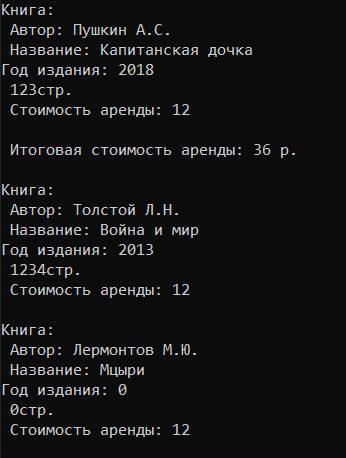 Книга:
Автор: Пушкин А.С.
Название: Капитанская дочка
Год издания: 2018
123стр.
Стоимость аренды: 12
Итоговая стоимость аренды: 36 р.
Книга:
Автор: Толстой Л.Н.
Название: Война и мир
Год издания: 2013
1234стр.
Стоимость аренды: 12
Книга:
Автор: Лермонтов М.Ю.
Название: Мцыри
Год издания: 0
0стр.
Стоимость аренды: 12